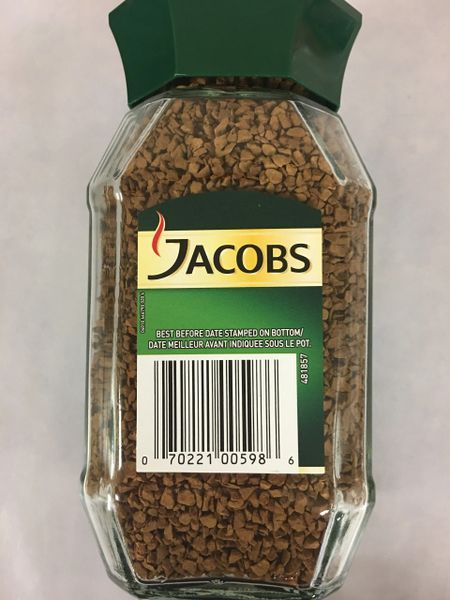 JACOBS
BEST BEFORE DATE STAMPED ON BOTTOM/
DATE MEILLEUR AVANT INDIQUEE SOUS LE POT.
481857
0 70221 00598 6